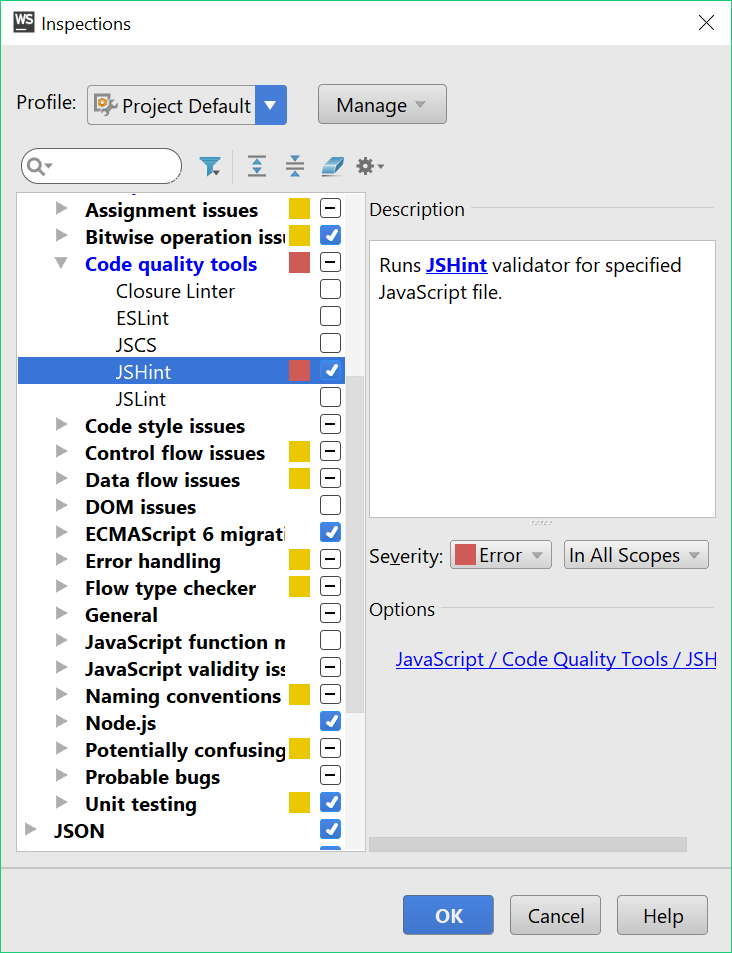 WS Inspections
Profile: Project Default Manage
Assignment issues
Bitwise operation issu
Code quality tools
Closure Linter
ESLint
JSCS
JSHint
JSLint
Code style issues
Control flow issues
Data flow issues
DOM issues
ECMAScript 6 migrati
Error handling
Flow type checker
General
JavaScript function m
JavaScript validity iss
Naming conventions
Node.js
Potentially confusing
Probable bugs
Unit testing
JSON
Description
Runs JSHint validator for specified
JavaScript file.
Severity: Error In All Scopes
Options
JavaScript / Code Quality Tools / JSH
OK Cancel Help